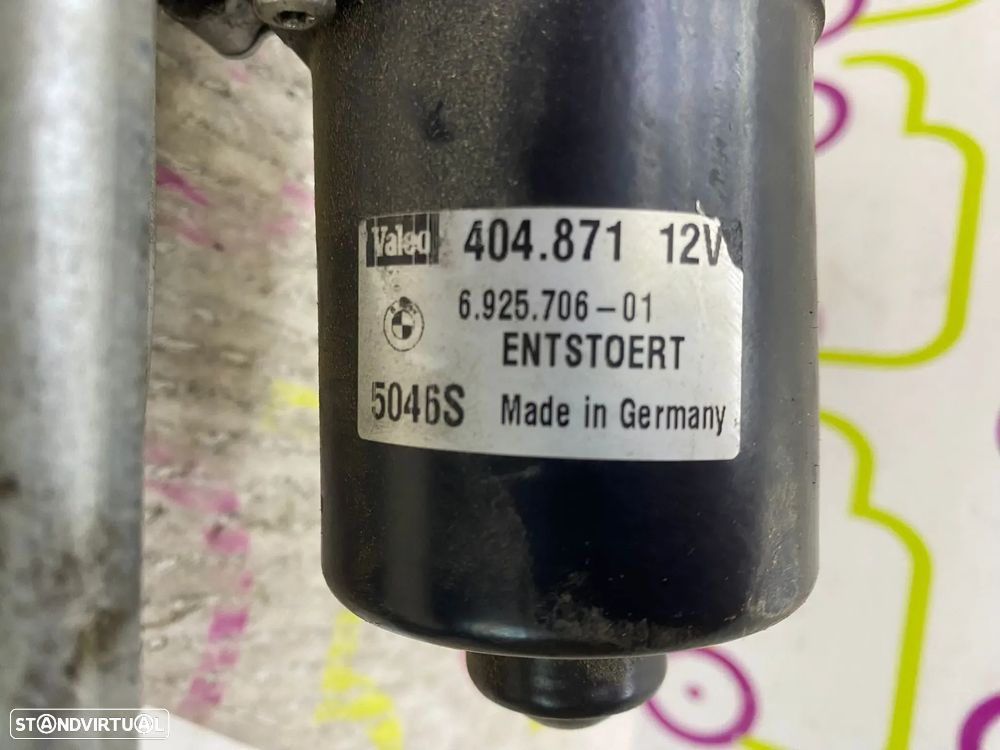 Valeo 404.871 12V
6.925.706-01
ENTSTOERT
5046S Made in Germany
STANDVIRTUAL